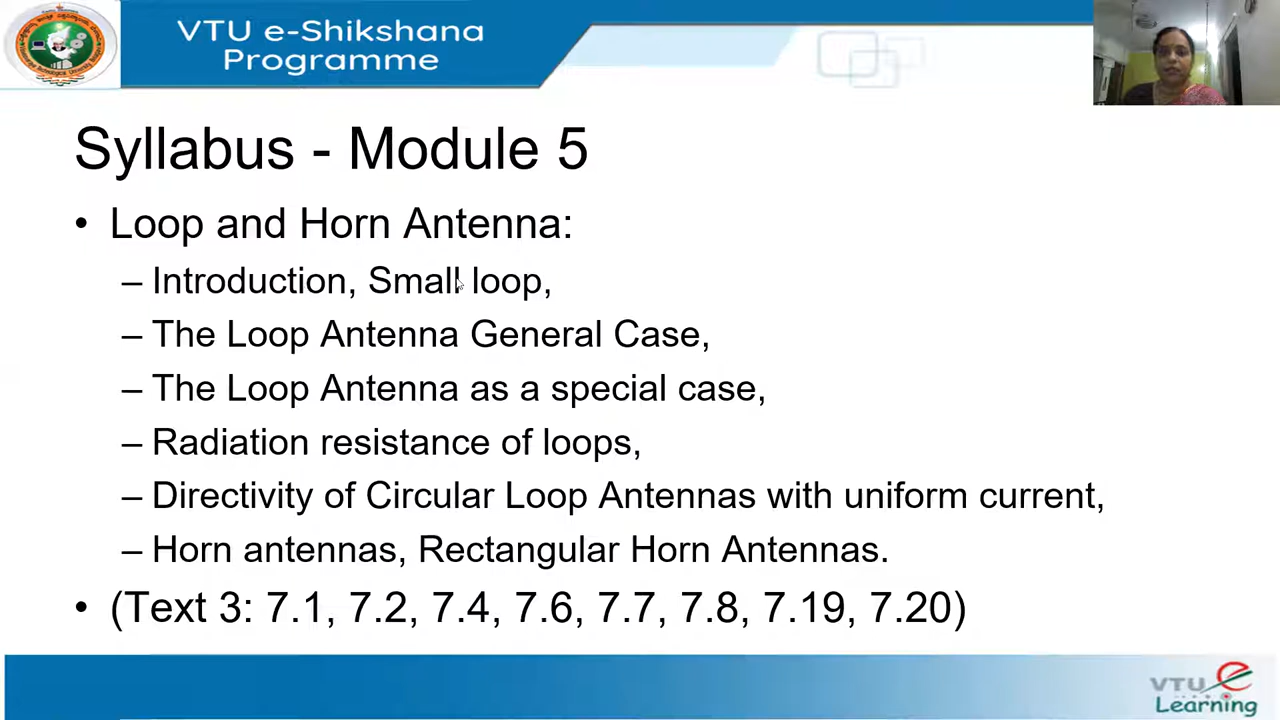 VTU e-Shikshana
Programme
Syllabus - Module 5
• Loop and Horn Antenna:
– Introduction, Small loop,
– The Loop Antenna General Case,
– The Loop Antenna as a special case,
– Radiation resistance of loops,
– Directivity of Circular Loop Antennas with uniform current,
– Horn antennas, Rectangular Horn Antennas.
• (Text 3: 7.1, 7.2, 7.4, 7.6, 7.7, 7.8, 7.19, 7.20)
VTU e
Learning